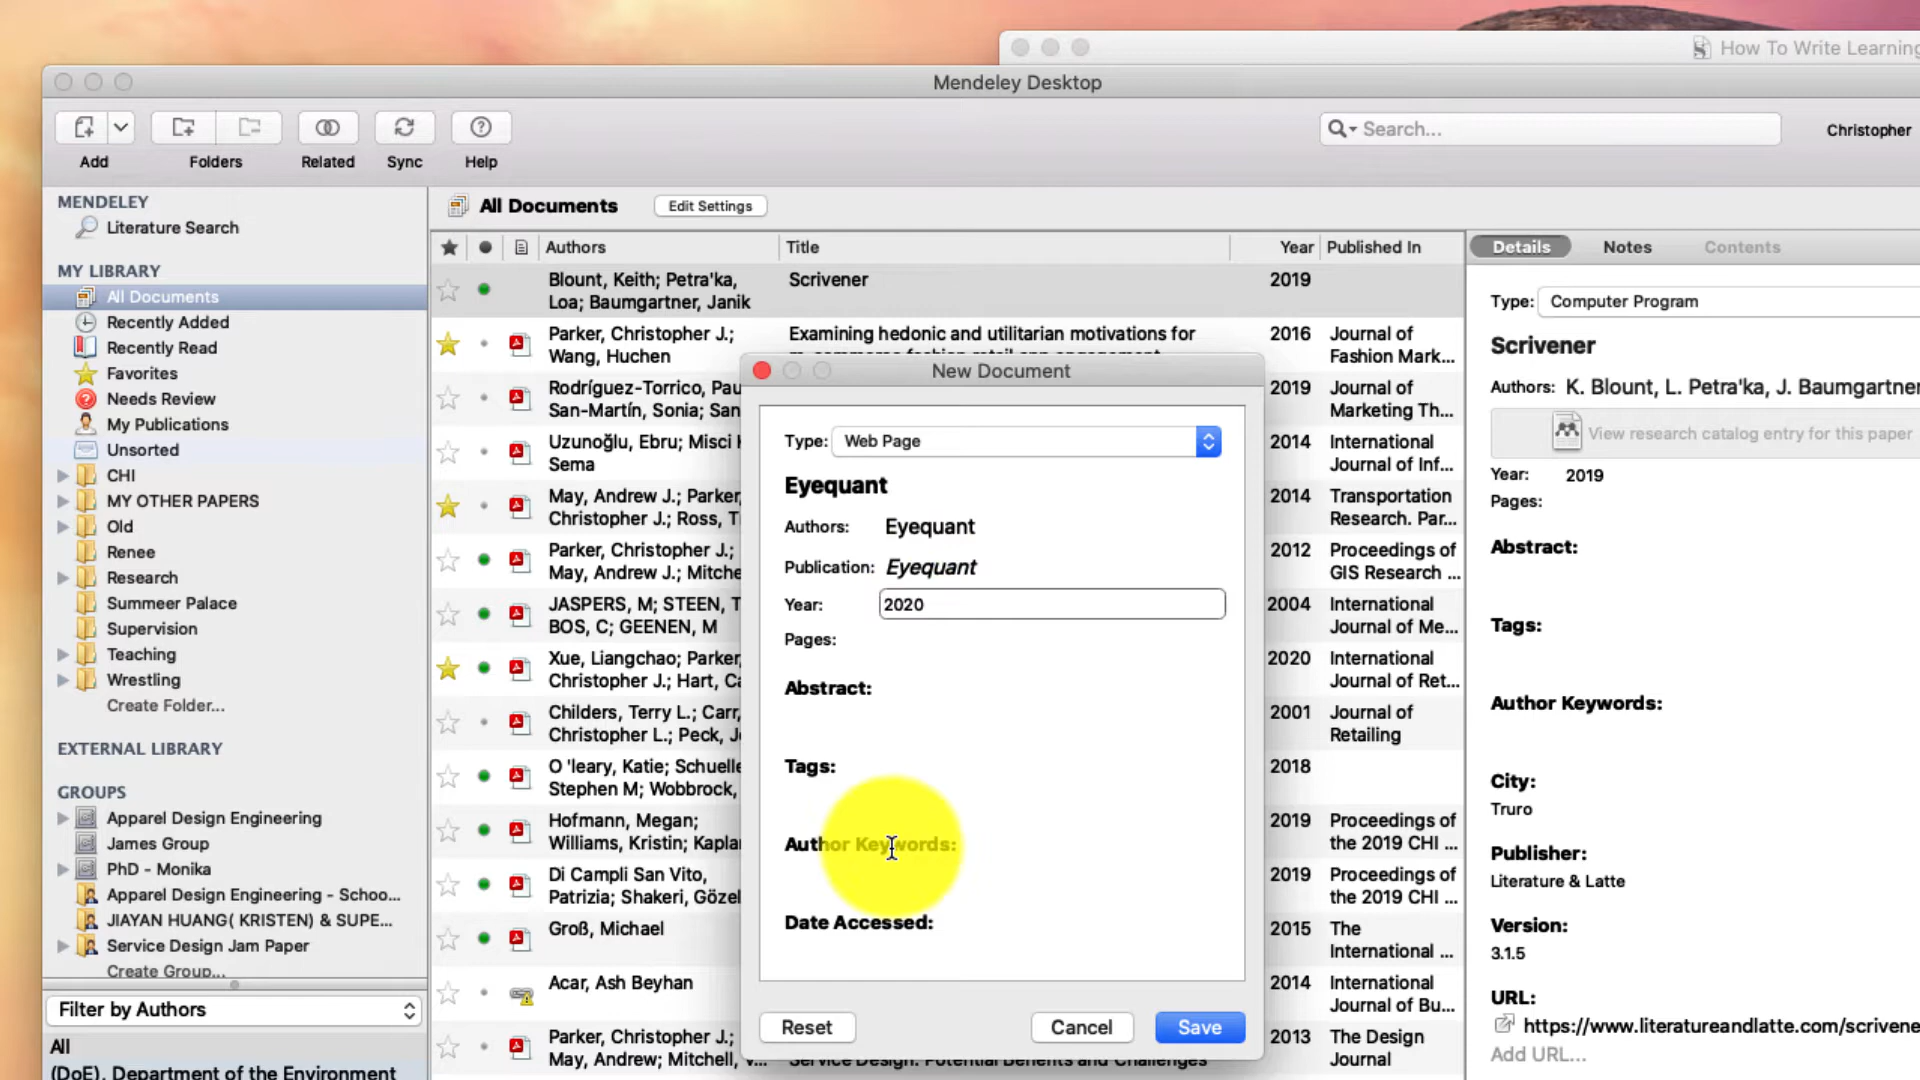 How To Write Learning
Mendeley Desktop
Search...
Christopher
Add
Folders
Related
Sync
Help
MENDELEY
Literature Search
MY LIBRARY
All Documents
Recently Added
Recently Read
Favorites
Needs Review
My Publications
Unsorted
CHI
MY OTHER PAPERS
Old
Renee
Research
Summeer Palace
Supervision
Teaching
Wrestling
Create Folder...
EXTERNAL LIBRARY
GROUPS
Apparel Design Engineering
James Group
PhD - Monika
Apparel Design Engineering - Schoo...
JIAYAN HUANG( KRISTEN) & SUPE...
Service Design Jam Paper
Create Group...
Filter by Authors
All
(DoE), Department of the Environment
All Documents
Edit Settings
Authors Title Year Published In
Blount, Keith; Petra'ka, Scrivener 2019
Loa; Baumgartner, Janik
Parker, Christopher J.; Examining hedonic and utilitarian motivations for 2016 Journal of
Wang, Huchen Fashion Mark...
Rodríguez-Torrico, Pau 2019 Journal of
San-Martín, Sonia; San Marketing Th...
Uzunoğlu, Ebru; Misci 2014 International
Sema Journal of Inf...
May, Andrew J.; Parker, 2014 Transportation
Christopher J.; Ross, T Research. Par...
Parker, Christopher J.; 2012 Proceedings of
May, Andrew J.; Mitche GIS Research ...
JASPERS, M; STEEN, T 2004 International
BOS, C; GEENEN, M Journal of Me...
Xue, Liangchao; Parker, 2020 International
Christopher J.; Hart, Ca Journal of Ret...
Childers, Terry L.; Carr, 2001 Journal of
Christopher L.; Peck, J Retailing
O 'leary, Katie; Schuelle 2018
Stephen M; Wobbrock,
Hofmann, Megan; 2019 Proceedings of
Williams, Kristin; Kapla the 2019 CHI ...
Di Campli San Vito, 2019 Proceedings of
Patrizia; Shakeri, Gözel the 2019 CHI ...
Groß, Michael 2015 The
International ...
Acar, Ash Beyhan 2014 International
Journal of Bu...
Parker, Christopher J.; 2013 The Design
May, Andrew; Mitchell, V... Service Design: Potential Benefits and Challenges Journal
New Document
Type: Web Page
Eyequant
Authors: Eyequant
Publication: Eyequant
Year: 2020
Pages:
Abstract:
Tags:
Author Keywords:
Date Accessed:
Reset
Cancel
Save
Details
Notes
Contents
Type: Computer Program
Scrivener
Authors: K. Blount, L. Petra'ka, J. Baumgartner
View research catalog entry for this paper
Year: 2019
Pages:
Abstract:
Tags:
Author Keywords:
City:
Truro
Publisher:
Literature & Latte
Version:
3.1.5
URL:
https://www.literatureandlatte.com/scrivene
Add URL...